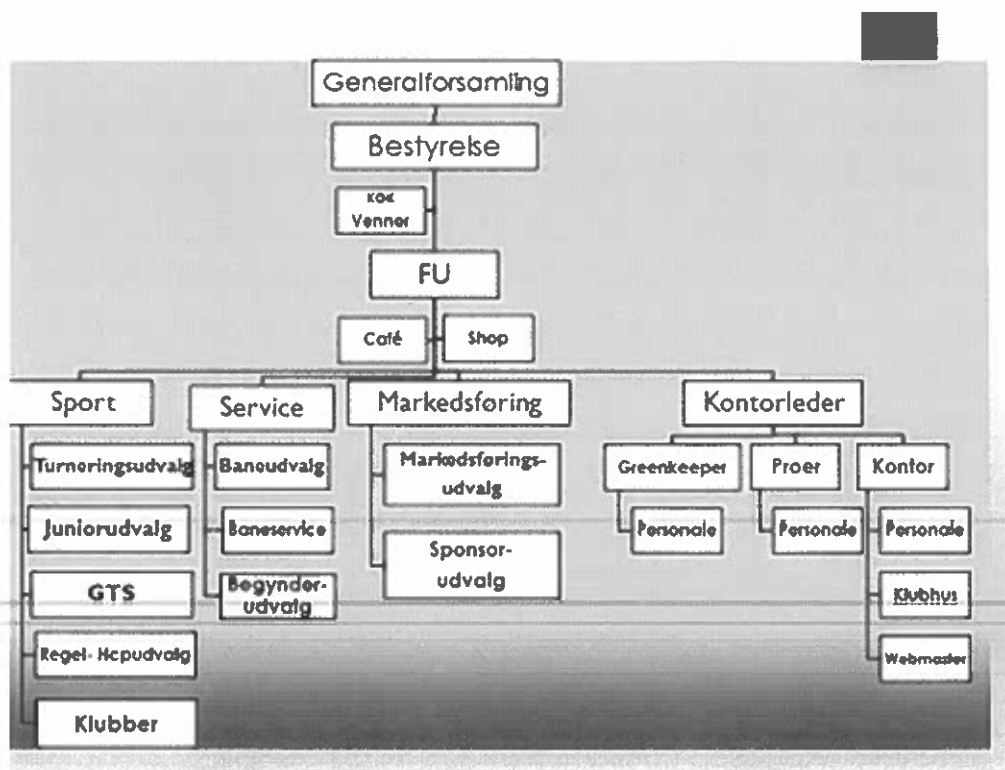 Generalforsamling
Bestyrelse
KGK
Venner
FU
Café
Shop
Sport
Service
Markedsføring
Kontorleder
Turneringsudvalg
Juniorudvalg
GTS
Regel- Hcpudvalg
Klubber
Baneudvalg
Baneservice
Begynder-
udvalg
Markedsførings-
udvalg
Sponsor-
udvalg
Greenkeeper
Proer
Kontor
Personale
Personale
Personale
Klubhus
Webmaster